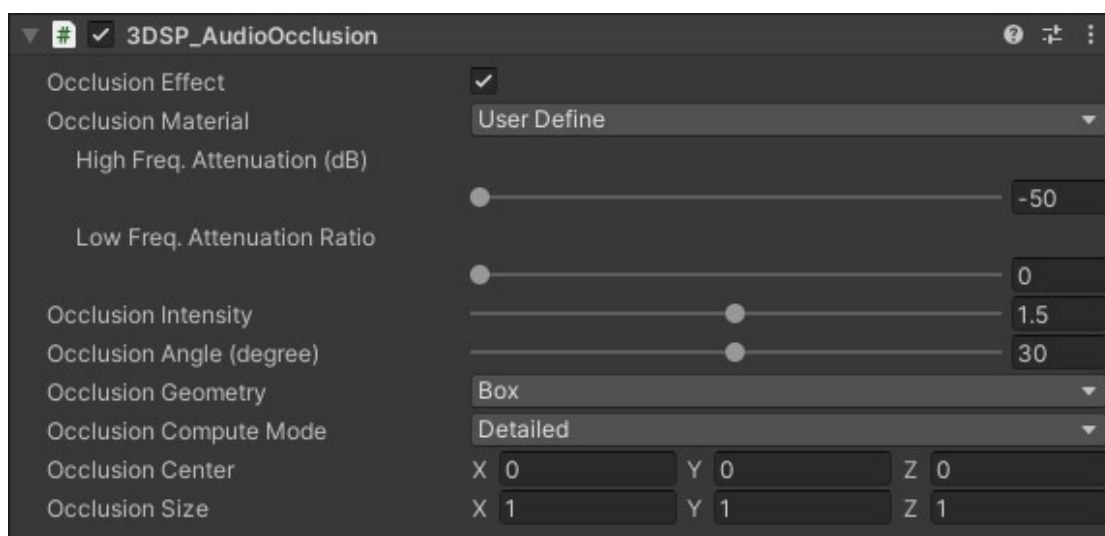 # 3DSP_AudioOcclusion ?
Occlusion Effect
Occlusion Material User Define
High Freq. Attenuation (dB)
-50
Low Freq. Attenuation Ratio
0
Occlusion Intensity 1.5
Occlusion Angle (degree) 30
Occlusion Geometry Box
Occlusion Compute Mode Detailed
Occlusion Center X 0 Y 0 Z 0
Occlusion Size X 1 Y 1 Z 1